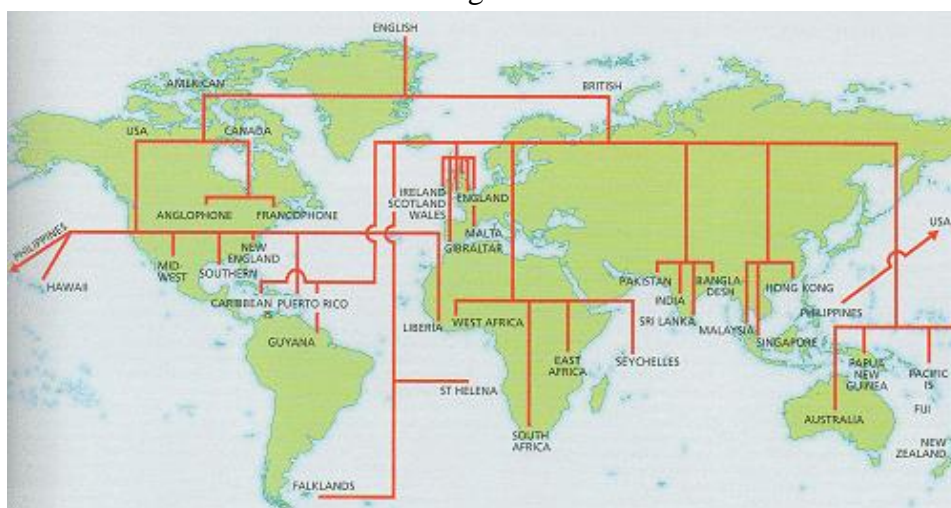 ENGLISH
AMERICAN
BRITISH
USA
CANADA
ANGLOPHONE
FRANCOPHONE
IRELAND
SCOTLAND
WALES
ENGLAND
MALTA
GIBRALTAR
USA
PHILIPPINES
HAWAII
MID-
WEST
SOUTHERN
NEW
ENGLAND
CARIBBEAN
IS
PUERTO RICO
GUYANA
LIBERIA
WEST AFRICA
EAST
AFRICA
SEYCHELLES
SOUTH
AFRICA
ST HELENA
FALKLANDS
PAKISTAN
INDIA
SRI LANKA
BANGLA-
DESH
MALAYSIA
SINGAPORE
HONG KONG
PHILIPPINES
PAPUA
NEW
GUINEA
PACIFIC
IS
FIJI
AUSTRALIA
NEW
ZEALAND